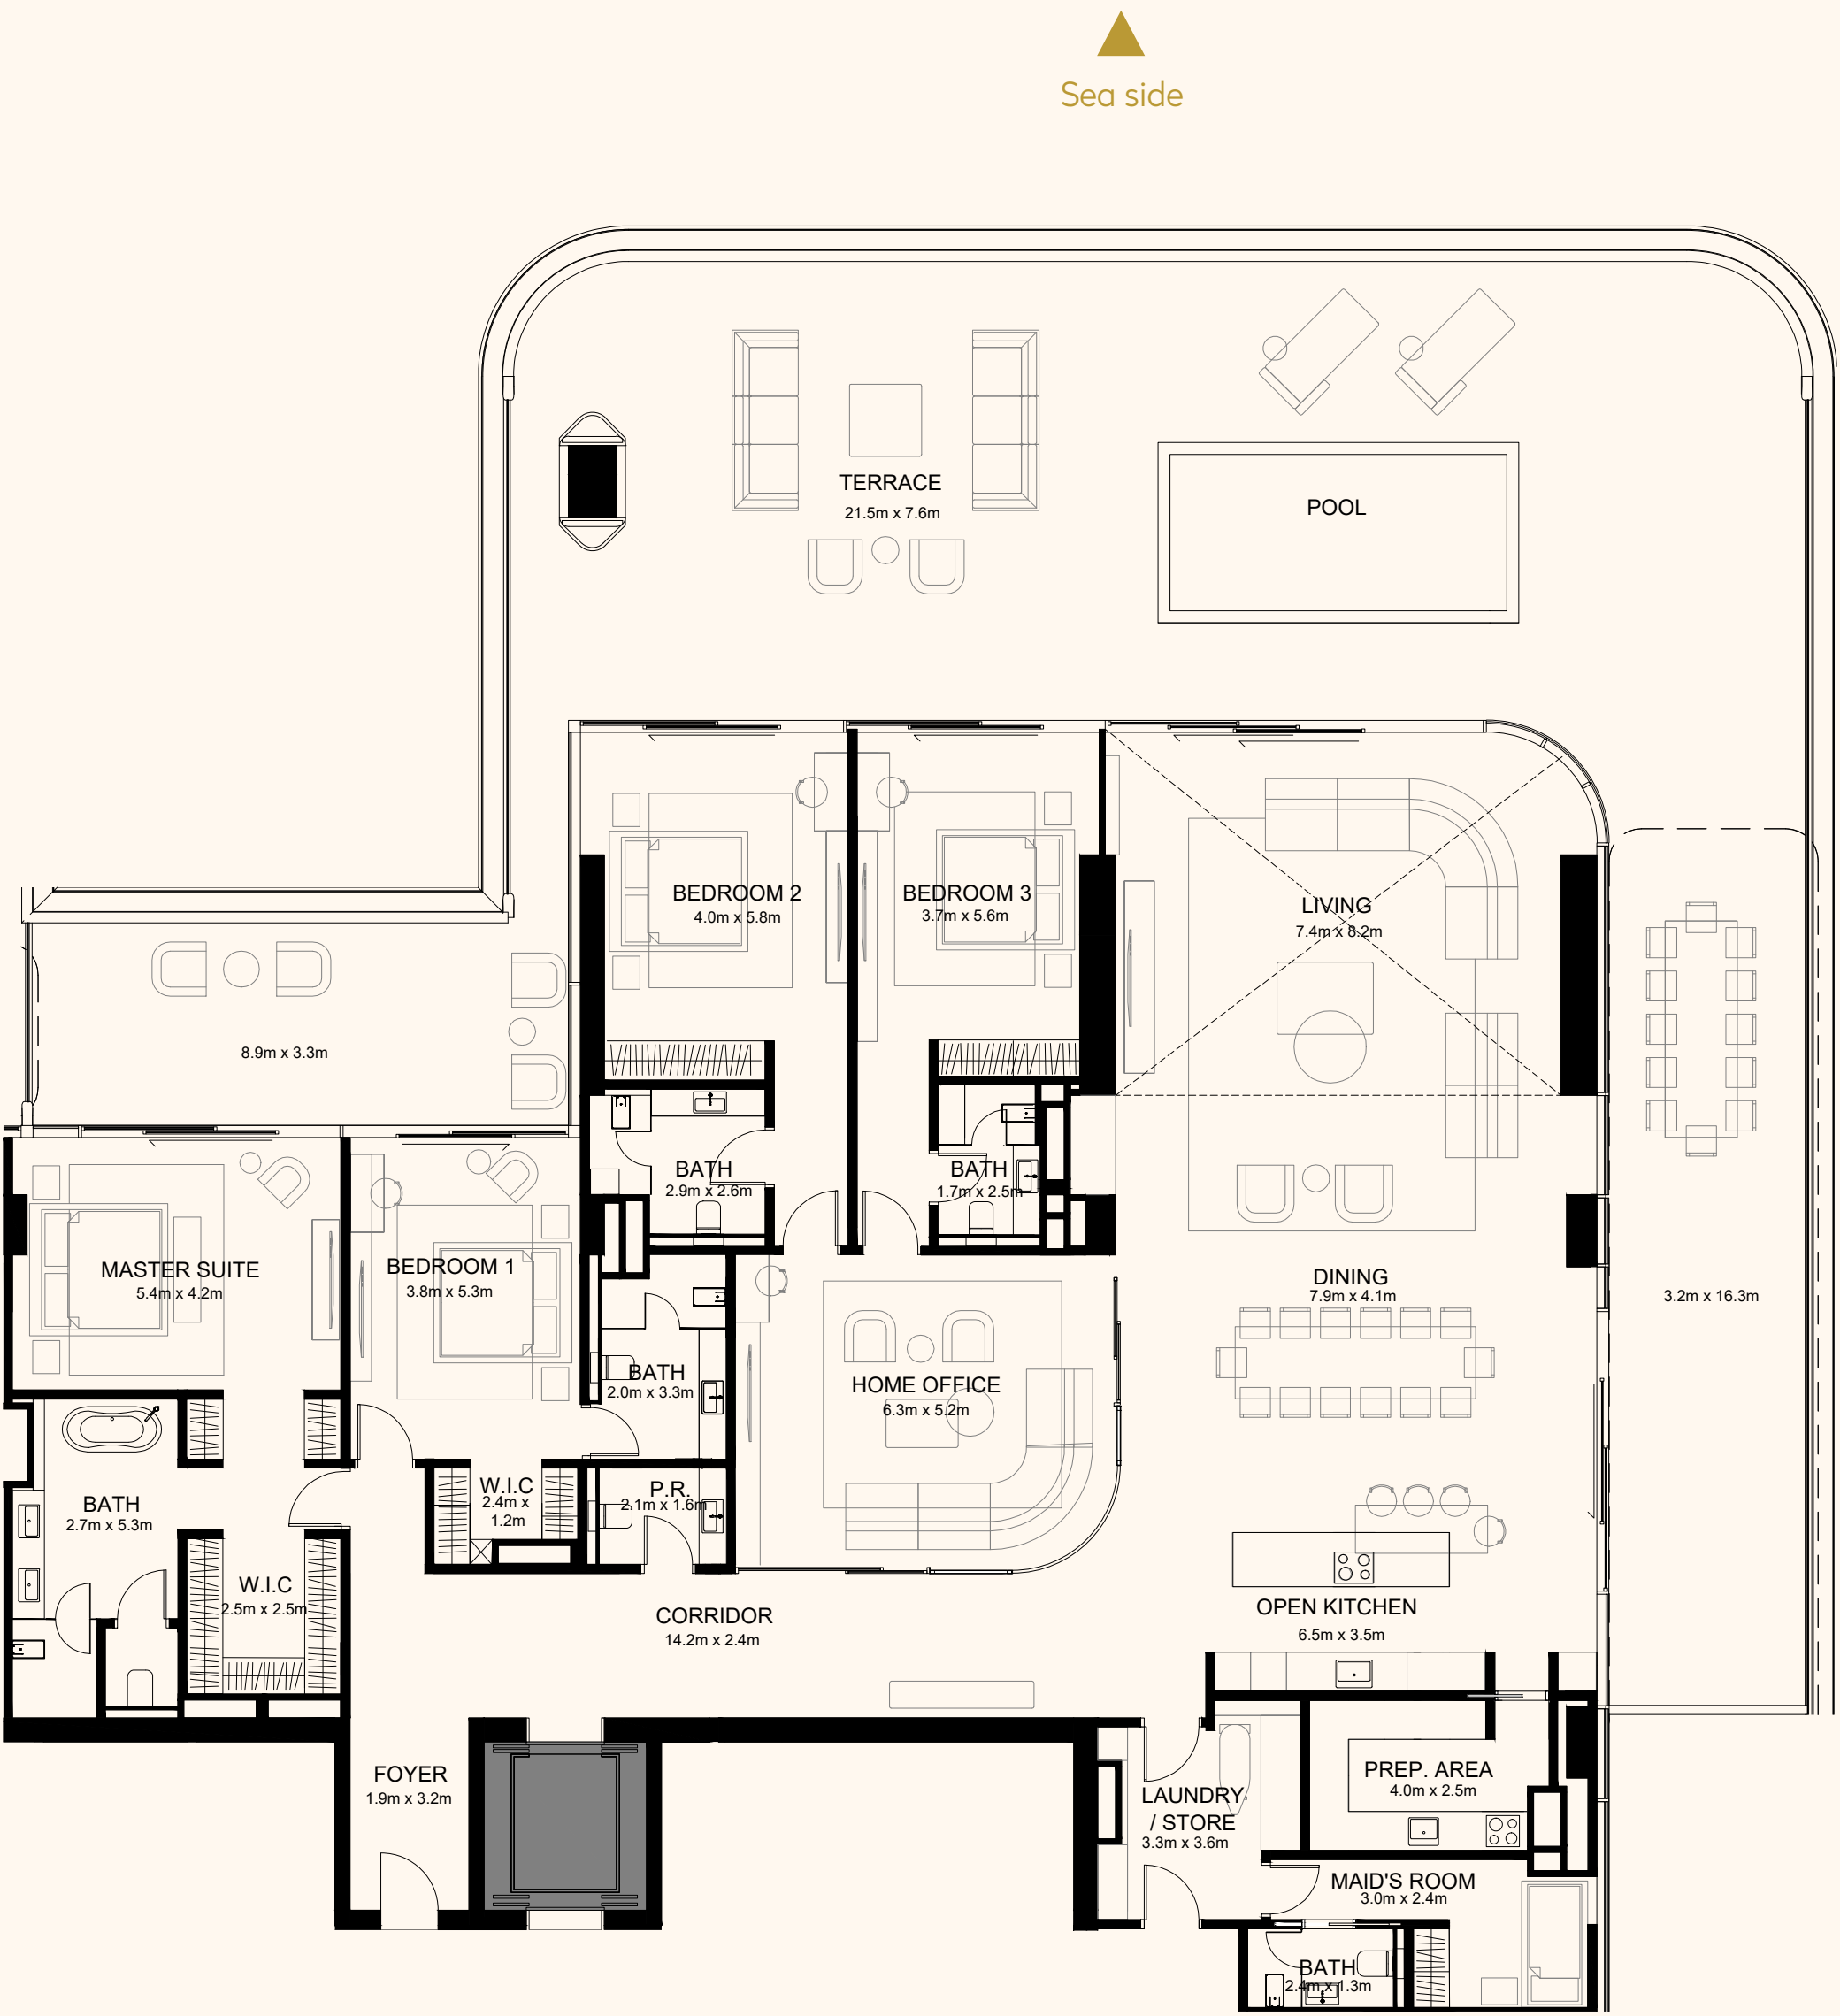 Sea side
TERRACE
21.5m x 7.6m
POOL
BEDROOM 2
4.0m x 5.8m
BEDROOM 3
3.7m x 5.6m
LIVING
7.4m x 8.2m
8.9m x 3.3m
BATH
2.9m x 2.6m
BATH
1.7m x 2.5m
MASTER SUITE
5.4m x 4.2m
BEDROOM 1
3.8m x 5.3m
DINING
7.9m x 4.1m
3.2m x 16.3m
BATH
2.0m x 3.3m
HOME OFFICE
6.3m x 5.2m
BATH
2.7m x 5.3m
W.I.C
2.4m x
1.2m
P.R.
2.1m x 1.6m
W.I.C
2.5m x 2.5m
CORRIDOR
14.2m x 2.4m
OPEN KITCHEN
6.5m x 3.5m
FOYER
1.9m x 3.2m
LAUNDRY
/ STORE
3.3m x 3.6m
PREP. AREA
4.0m x 2.5m
MAID'S ROOM
3.0m x 2.4m
BATH
2.4m x 1.3m